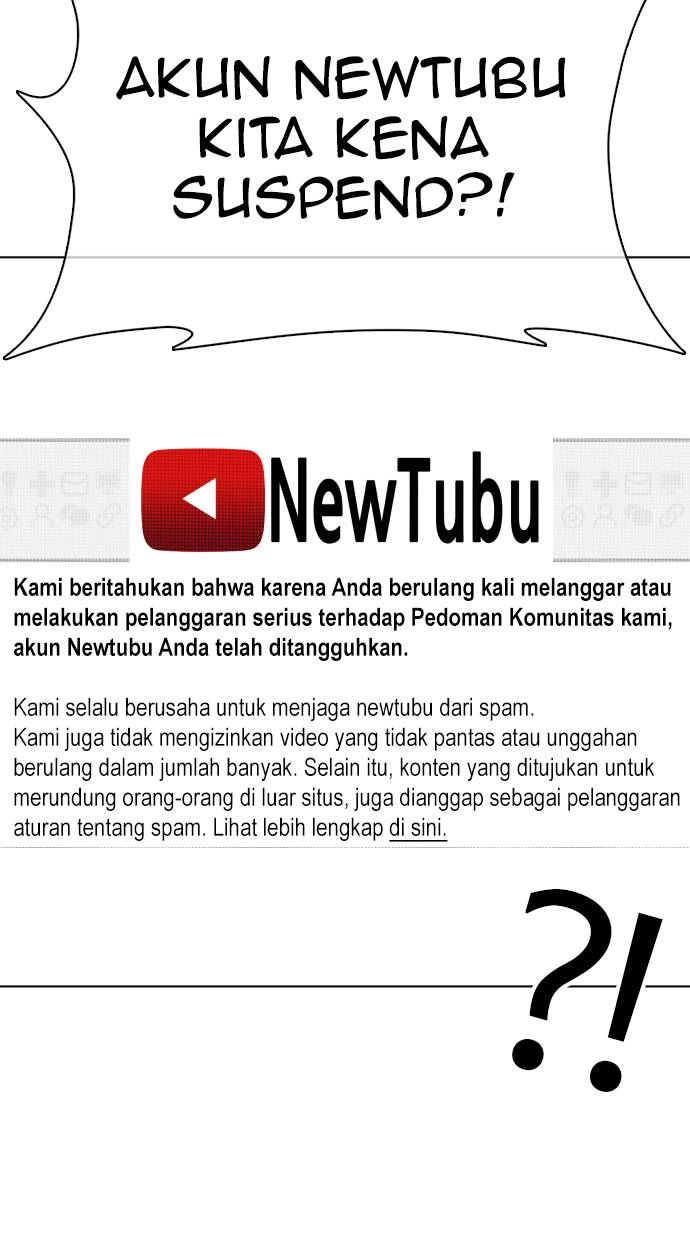 AKUN NEWTUBU
KITA KENA
SUSPEND?!
NewTubu
Kami beritahukan bahwa karena Anda berulang kali melanggar atau
melakukan pelanggaran serius terhadap Pedoman Komunitas kami,
akun Newtubu Anda telah ditangguhkan.
Kami selalu berusaha untuk menjaga newtubu dari spam.
Kami juga tidak mengizinkan video yang tidak pantas atau unggahan
berulang dalam jumlah banyak. Selain itu, konten yang ditujukan untuk
merundung orang-orang di luar situs, juga dianggap sebagai pelanggaran
aturan tentang spam. Lihat lebih lengkap di sini.
?!